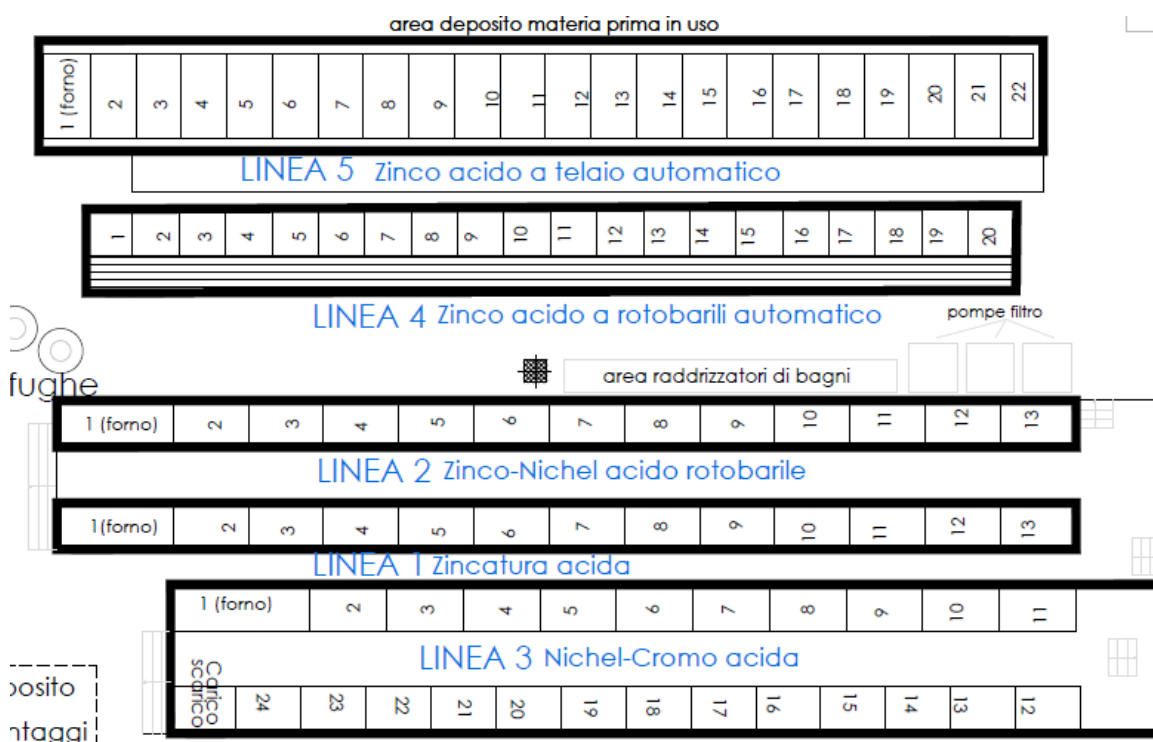 area deposito materia prima in uso
1 (forno) 2 3 4 5 6 7 8 9 10 11 12 13 14 15 16 17 18 19 20 21 22
LINEA 5 Zinco acido a telaio automatico
1 2 3 4 5 6 7 8 9 10 11 12 13 14 15 16 17 18 19 20
LINEA 4 Zinco acido a rotobarili automatico
pompe filtro
area raddrizzatori di bagni
fughe
1 (forno) 2 3 4 5 6 7 8 9 10 11 12 13
LINEA 2 Zinco-Nichel acido rotobarile
1(forno) 2 3 4 5 6 7 8 9 10 11 12 13
LINEA 1 Zincatura acida
1 (forno) 2 3 4 5 6 7 8 9 10 11
LINEA 3 Nichel-Cromo acida
Carico
scarico
24 23 22 21 20 19 18 17 16 15 14 13 12
posito
ntaggi